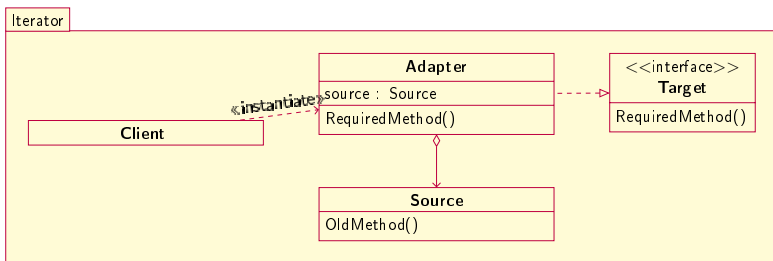 Iterator
Adapter
source : Source
RequiredMethod()
<<interface>>
Target
RequiredMethod()
«instantiate»
Client
Source
OldMethod()